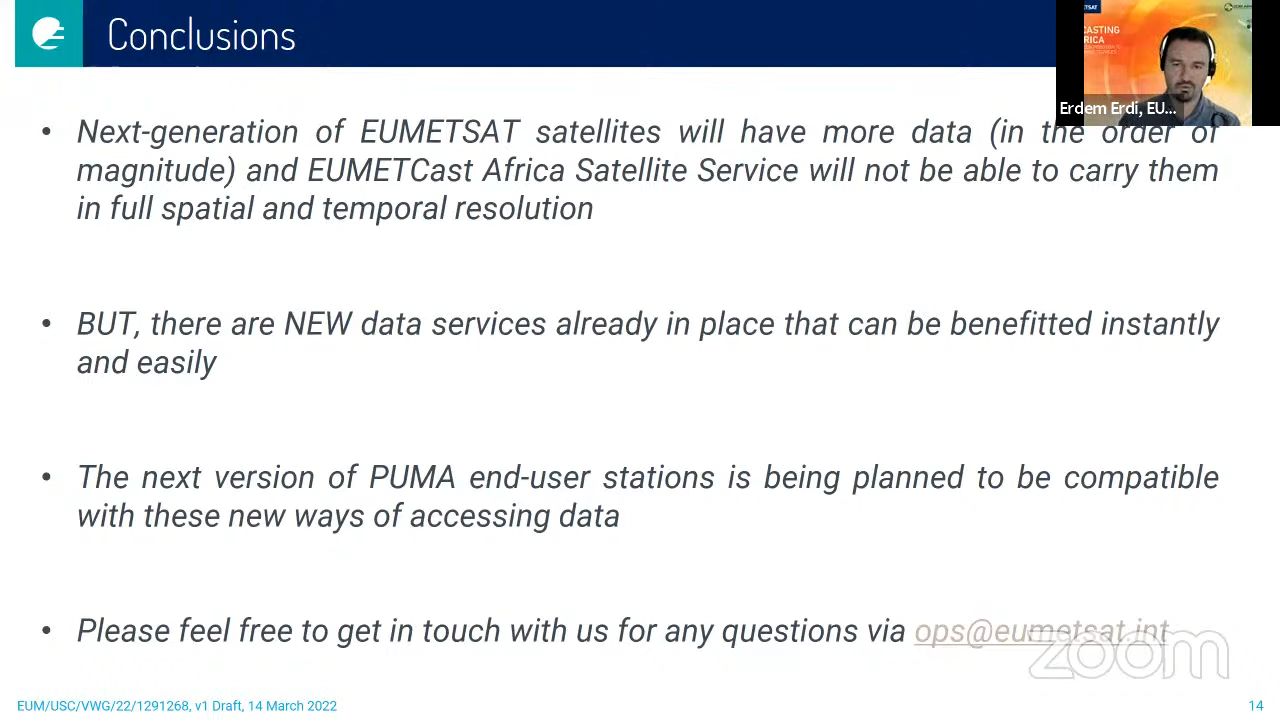 Conclusions
METSAT
CASTING
RICA
Erdem Erdi, EU...
• Next-generation of EUMETSAT satellites will have more data (in the order of
magnitude) and EUMETCast Africa Satellite Service will not be able to carry them
in full spatial and temporal resolution
• BUT, there are NEW data services already in place that can be benefitted instantly
and easily
• The next version of PUMA end-user stations is being planned to be compatible
with these new ways of accessing data
• Please feel free to get in touch with us for any questions via ops@eumetsat.int
zoom
EUM/USC/VWG/22/1291268, v1 Draft, 14 March 2022
14